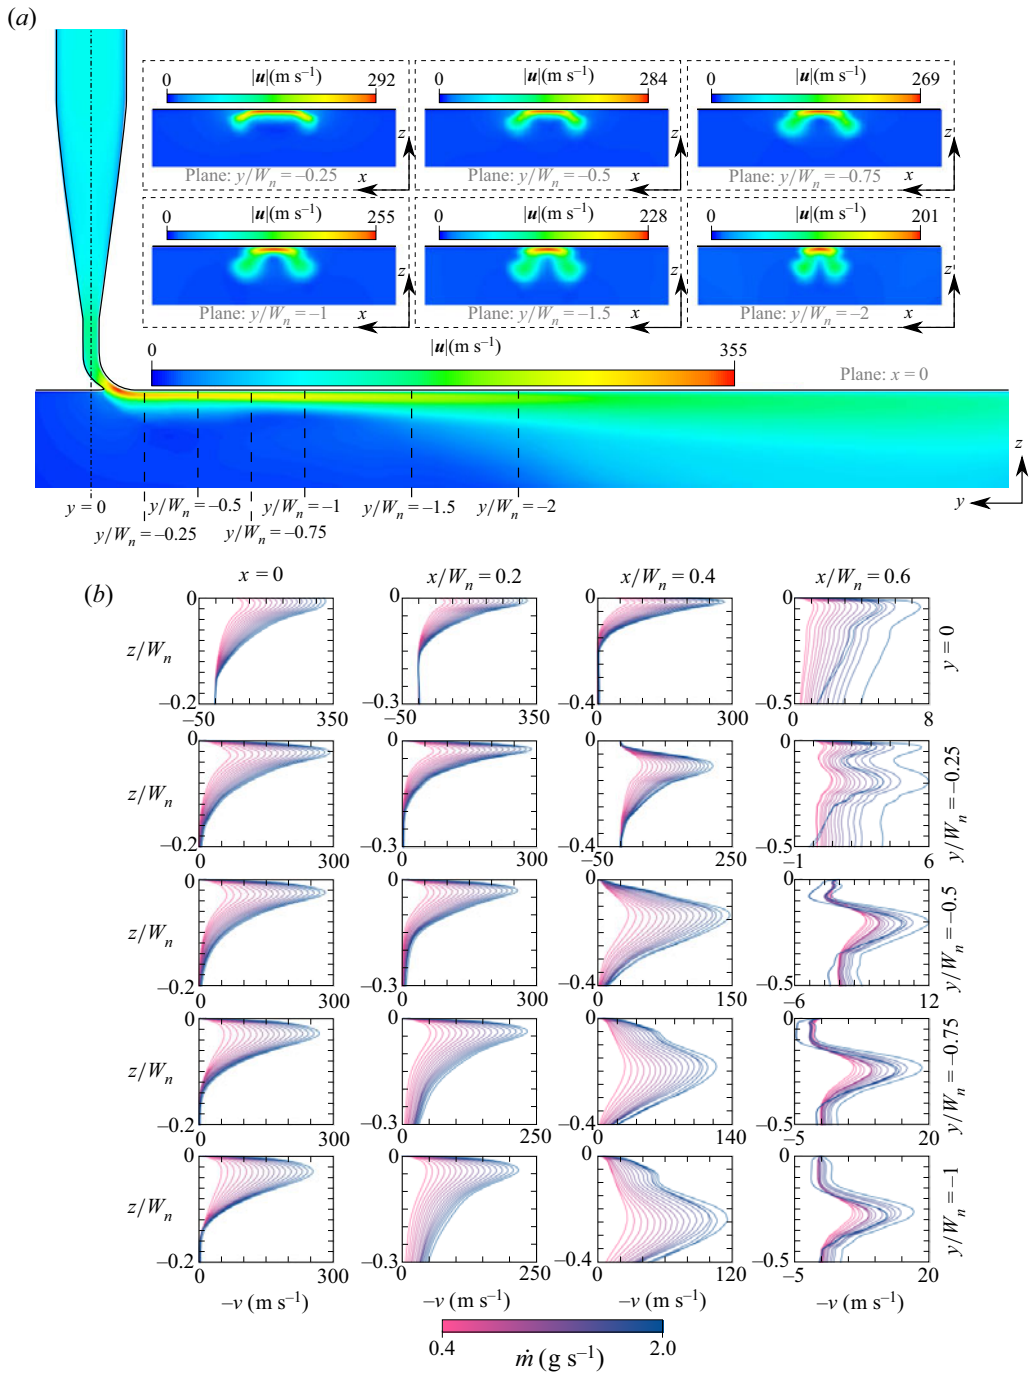 (a)
|u|(m s⁻¹) |u|(m s⁻¹) |u|(m s⁻¹)
0 292 0 284 0 269
z z z
Plane: y/Wₙ = –0.25 x Plane: y/Wₙ = –0.5 x Plane: y/Wₙ = –0.75 x
|u|(m s⁻¹) |u|(m s⁻¹) |u|(m s⁻¹)
0 255 0 228 0 201
z z z
Plane: y/Wₙ = –1 x Plane: y/Wₙ = –1.5 x Plane: y/Wₙ = –2 x
0 |u|(m s⁻¹) 355
Plane: x = 0
z
y
y = 0 y/Wₙ = –0.5 y/Wₙ = –1 y/Wₙ = –1.5 y/Wₙ = –2
y/Wₙ = –0.25 y/Wₙ = –0.75
(b)
x = 0 x/Wₙ = 0.2 x/Wₙ = 0.4 x/Wₙ = 0.6
0 0 0 0
z/Wₙ y = 0
–0.2 –0.3 –0.4 –0.5
–50 350 –50 350 0 300 0 8
0 0 0 0
z/Wₙ y/Wₙ = –0.25
–0.2 –0.3 –0.4 –0.5
0 300 0 300 –50 250 –1 6
0 0 0 0
z/Wₙ y/Wₙ = –0.5
–0.2 –0.3 –0.4 –0.5
0 300 0 300 0 150 –6 12
0 0 0 0
z/Wₙ y/Wₙ = –0.75
–0.2 –0.3 –0.4 –0.5
0 300 0 250 0 140 –5 20
0 0 0 0
z/Wₙ y/Wₙ = –1
–0.2 –0.3 –0.4 –0.5
0 300 0 250 0 120 –5 20
–v (m s⁻¹) –v (m s⁻¹) –v (m s⁻¹) –v (m s⁻¹)
0.4 2.0
ṁ (g s⁻¹)